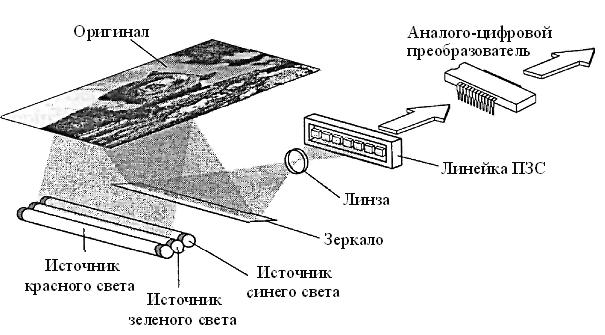 Оригинал
Аналого-цифровой
преобразователь
Линейка ПЗС
Линза
Зеркало
Источник
красного света
Источник
синего света
Источник
зеленого света